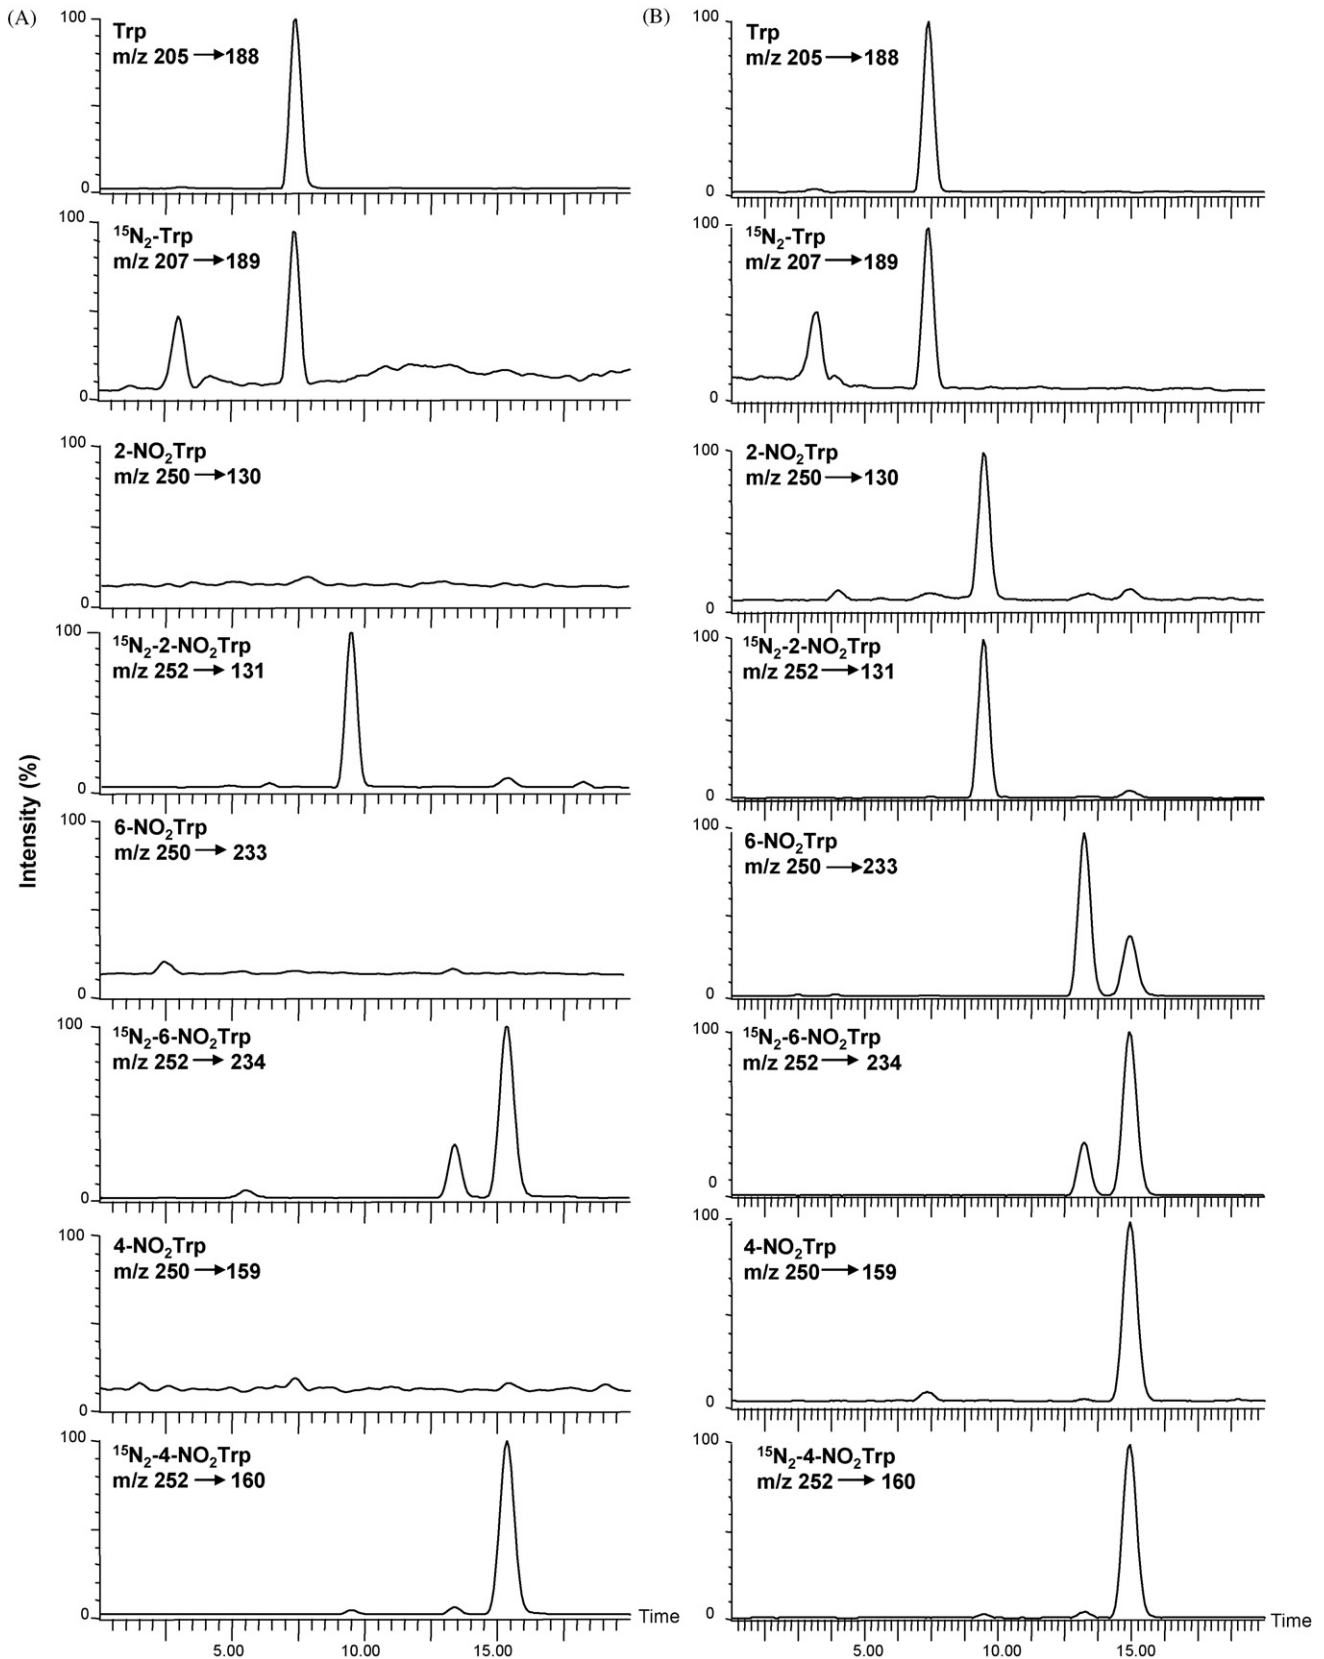 (A)
Intensity (%)
100
Trp
m/z 205 → 188
0
100
¹⁵N₂-Trp
m/z 207 → 189
0
100
2-NO₂Trp
m/z 250 → 130
0
100
¹⁵N₂-2-NO₂Trp
m/z 252 → 131
0
100
6-NO₂Trp
m/z 250 → 233
0
100
¹⁵N₂-6-NO₂Trp
m/z 252 → 234
0
100
4-NO₂Trp
m/z 250 → 159
0
100
¹⁵N₂-4-NO₂Trp
m/z 252 → 160
0
Time
5.00 10.00 15.00
(B)
100
Trp
m/z 205 → 188
0
100
¹⁵N₂-Trp
m/z 207 → 189
0
100
2-NO₂Trp
m/z 250 → 130
0
100
¹⁵N₂-2-NO₂Trp
m/z 252 → 131
0
100
6-NO₂Trp
m/z 250 → 233
0
100
¹⁵N₂-6-NO₂Trp
m/z 252 → 234
0
100
4-NO₂Trp
m/z 250 → 159
0
100
¹⁵N₂-4-NO₂Trp
m/z 252 → 160
0
Time
5.00 10.00 15.00